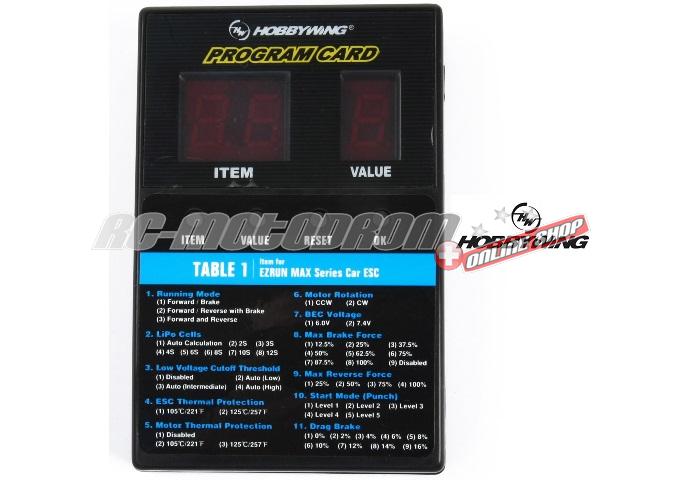 HOBBYWING
PROGRAM CARD
ITEM VALUE
RC-MOTODROM
ONLINE SHOP
HW
HOBBYWING
ITEM VALUE RESET OK
TABLE 1
Item for
EZRUN MAX Series Car ESC
1. Running Mode
(1) Forward / Brake
(2) Forward / Reverse with Brake
(3) Forward and Reverse
2. LiPo Cells
(1) Auto Calculation (2) 2S (3) 3S
(4) 4S (5) 6S (6) 8S (7) 10S (8) 12S
3. Low Voltage Cutoff Threshold
(1) Disabled (2) Auto (Low)
(3) Auto (Intermediate) (4) Auto (High)
4. ESC Thermal Protection
(1) 105℃/221℉ (2) 125℃/257℉
5. Motor Thermal Protection
(1) Disabled
(2) 105℃/221℉ (3) 125℃/257℉
6. Motor Rotation
(1) CCW (2) CW
7. BEC Voltage
(1) 6.0V (2) 7.4V
8. Max Brake Force
(1) 12.5% (2) 25% (3) 37.5%
(4) 50% (5) 62.5% (6) 75%
(7) 87.5% (8) 100% (9) Disabled
9. Max Reverse Force
(1) 25% (2) 50% (3) 75% (4) 100%
10. Start Mode (Punch)
(1) Level 1 (2) Level 2 (3) Level 3
(4) Level 4 (5) Level 5
11. Drag Brake
(1) 0% (2) 2% (3) 4% (4) 6% (5) 8%
(6) 10% (7) 12% (8) 14% (9) 16%